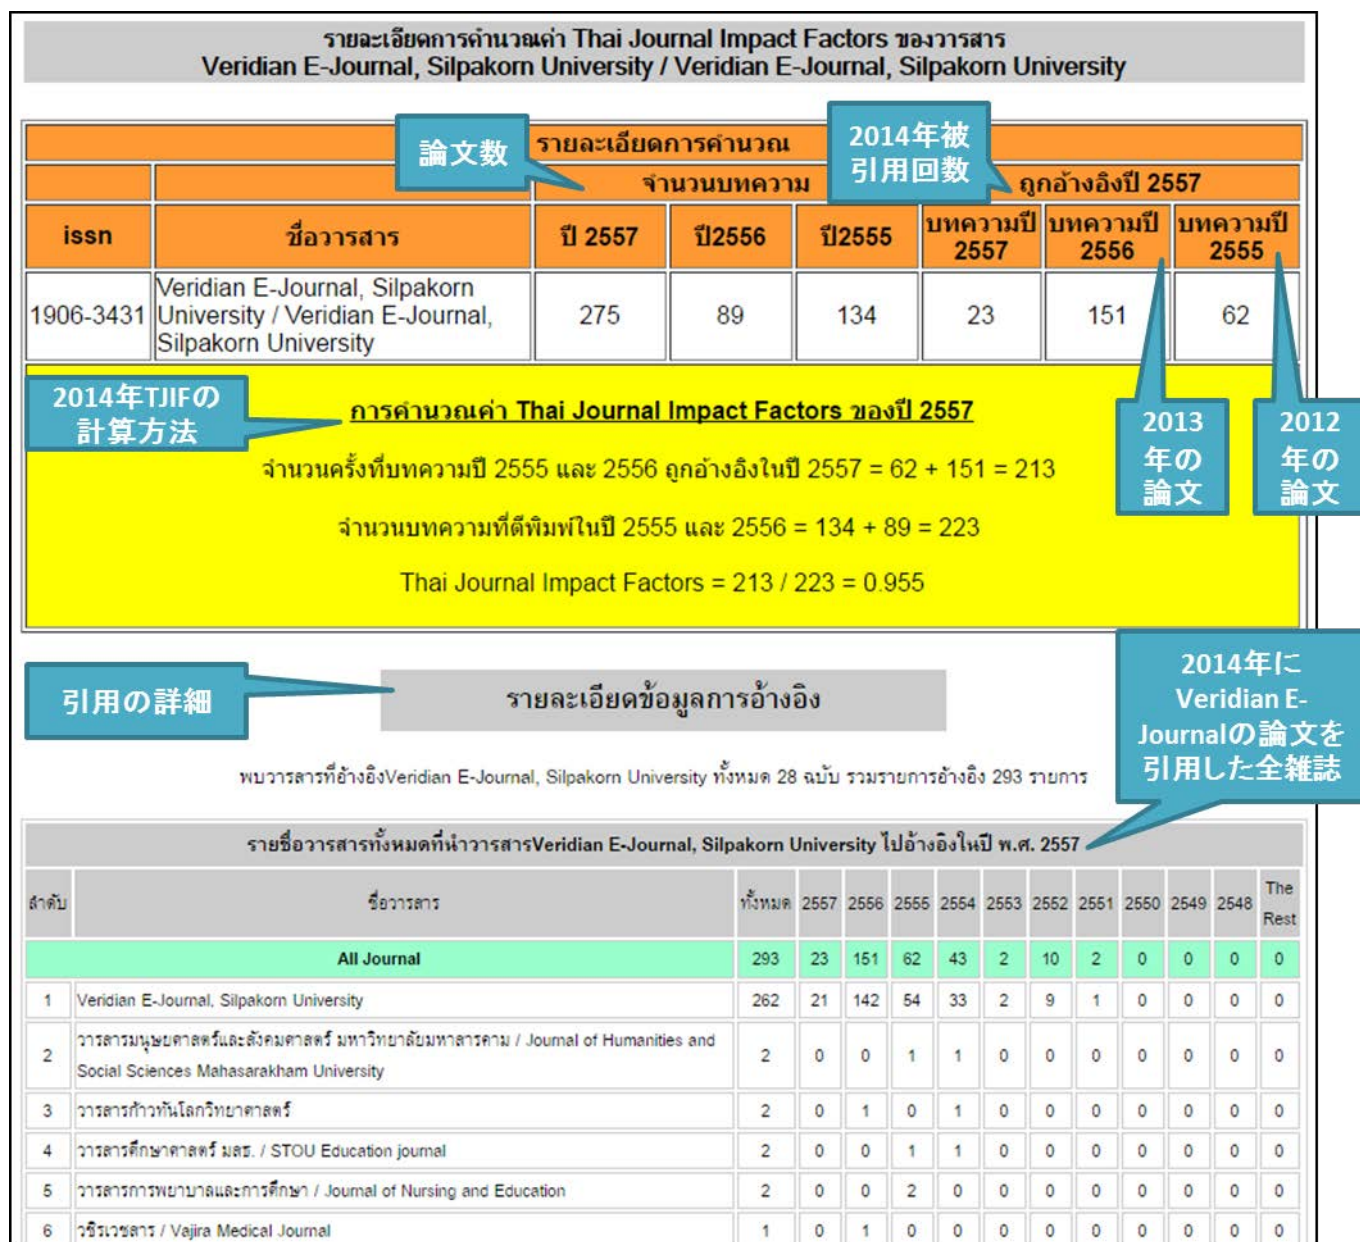 รายละเอียดการคำนวณค่า Thai Journal Impact Factors ของวารสาร
Veridian E-Journal, Silpakorn University / Veridian E-Journal, Silpakorn University
論文数
2014年被
引用回数
รายละเอียดการคำนวณ
จำนวนบทความ
ถูกอ้างอิงปี 2557
issn
ชื่อวารสาร
ปี 2557
ปี2556
ปี2555
บทความปี
2557
บทความปี
2556
บทความปี
2555
1906-3431
Veridian E-Journal, Silpakorn
University / Veridian E-Journal,
Silpakorn University
275
89
134
23
151
62
2014年TJIFの
計算方法
การคำนวณค่า Thai Journal Impact Factors ของปี 2557
2013
年の
論文
2012
年の
論文
จำนวนครั้งที่บทความปี 2555 และ 2556 ถูกอ้างอิงในปี 2557 = 62 + 151 = 213
จำนวนบทความที่ตีพิมพ์ในปี 2555 และ 2556 = 134 + 89 = 223
Thai Journal Impact Factors = 213 / 223 = 0.955
引用の詳細
รายละเอียดข้อมูลการอ้างอิง
2014年に
Veridian E-
Journalの論文を
引用した全雑誌
พบวารสารที่อ้างอิงVeridian E-Journal, Silpakorn University ทั้งหมด 28 ฉบับ รวมรายการอ้างอิง 293 รายการ
รายชื่อวารสารทั้งหมดที่นำวารสารVeridian E-Journal, Silpakorn University ไปอ้างอิงในปี พ.ศ. 2557
ลำดับ ชื่อวารสาร ทั้งหมด 2557 2556 2555 2554 2553 2552 2551 2550 2549 2548 The Rest
All Journal 293 23 151 62 43 2 10 2 0 0 0 0
1 Veridian E-Journal, Silpakorn University 262 21 142 54 33 2 9 1 0 0 0 0
2 วารสารมนุษยศาสตร์และสังคมศาสตร์ มหาวิทยาลัยมหาสารคาม / Journal of Humanities and
Social Sciences Mahasarakham University 2 0 0 1 1 0 0 0 0 0 0 0
3 วารสารก้าวทันโลกวิทยาศาสตร์ 2 0 1 0 1 0 0 0 0 0 0 0
4 วารสารศึกษาศาสตร์ มสธ. / STOU Education journal 2 0 0 1 1 0 0 0 0 0 0 0
5 วารสารการพยาบาลและการศึกษา / Journal of Nursing and Education 2 0 0 2 0 0 0 0 0 0 0 0
6 วชิรเวชสาร / Vajira Medical Journal 1 0 1 0 0 0 0 0 0 0 0 0